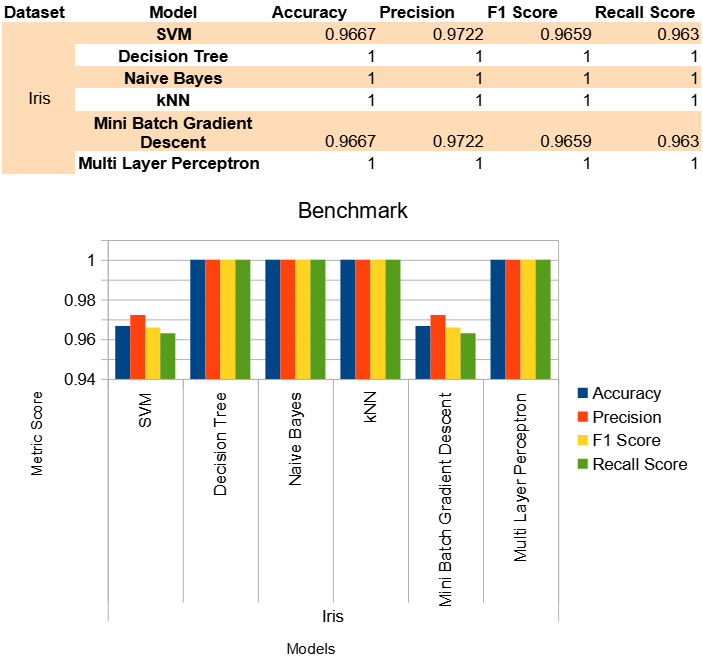 Dataset Model Accuracy Precision F1 Score Recall Score
SVM 0.9667 0.9722 0.9659 0.963
Decision Tree 1 1 1 1
Naive Bayes 1 1 1 1
Iris
kNN 1 1 1 1
Mini Batch Gradient
Descent 0.9667 0.9722 0.9659 0.963
Multi Layer Perceptron 1 1 1 1
Benchmark
1
0.98
0.96
0.94
Metric Score
SVM
Decision Tree
Naive Bayes
kNN
Mini Batch Gradient Descent
Multi Layer Perceptron
Iris
Models
Accuracy
Precision
F1 Score
Recall Score